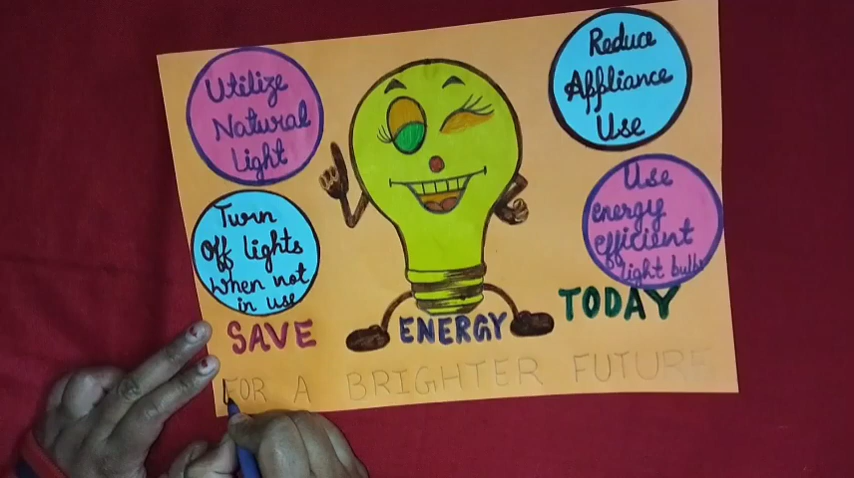 Utilize
Natural
light
Turn
Off lights
when not
in use
Reduce
Appliance
Use
Use
energy
efficient
light bulbs
SAVE ENERGY TODAY
FOR A BRIGHTER FUTURE